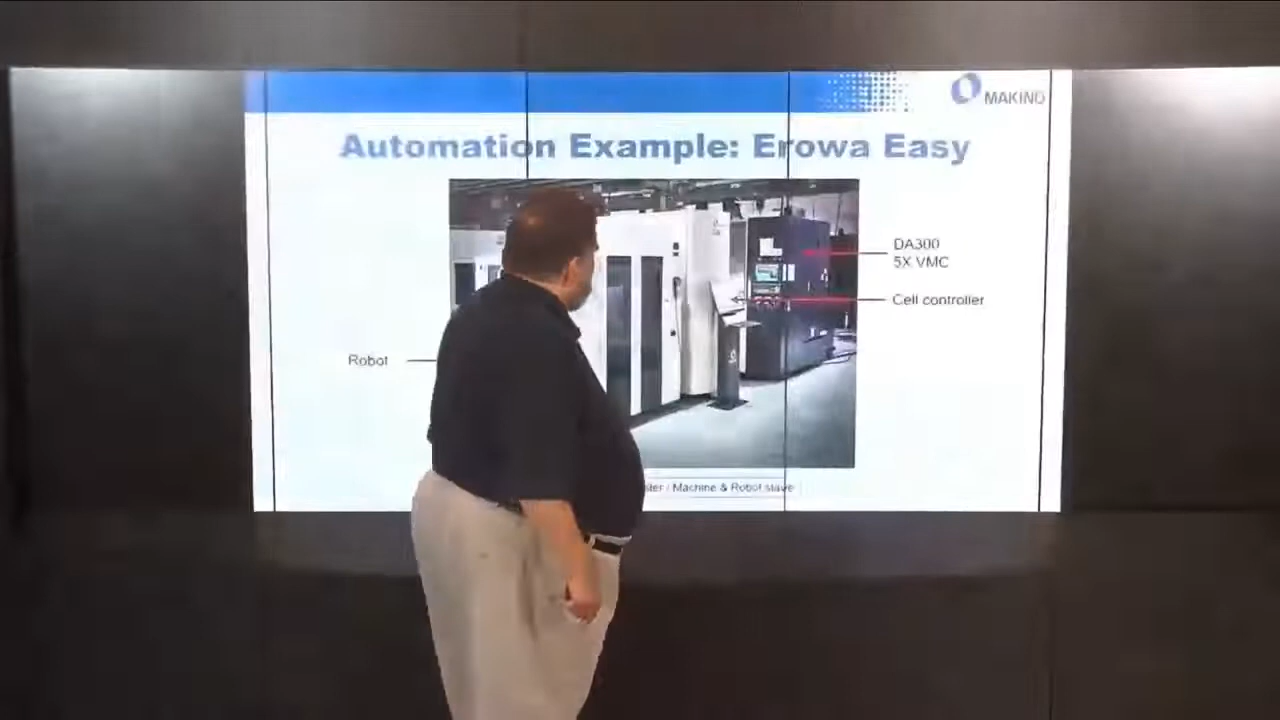 MAKINO
Automation Example: Erowa Easy
DA300
5X VMC
Cell controller
Robot
/ Machine & Robot slave